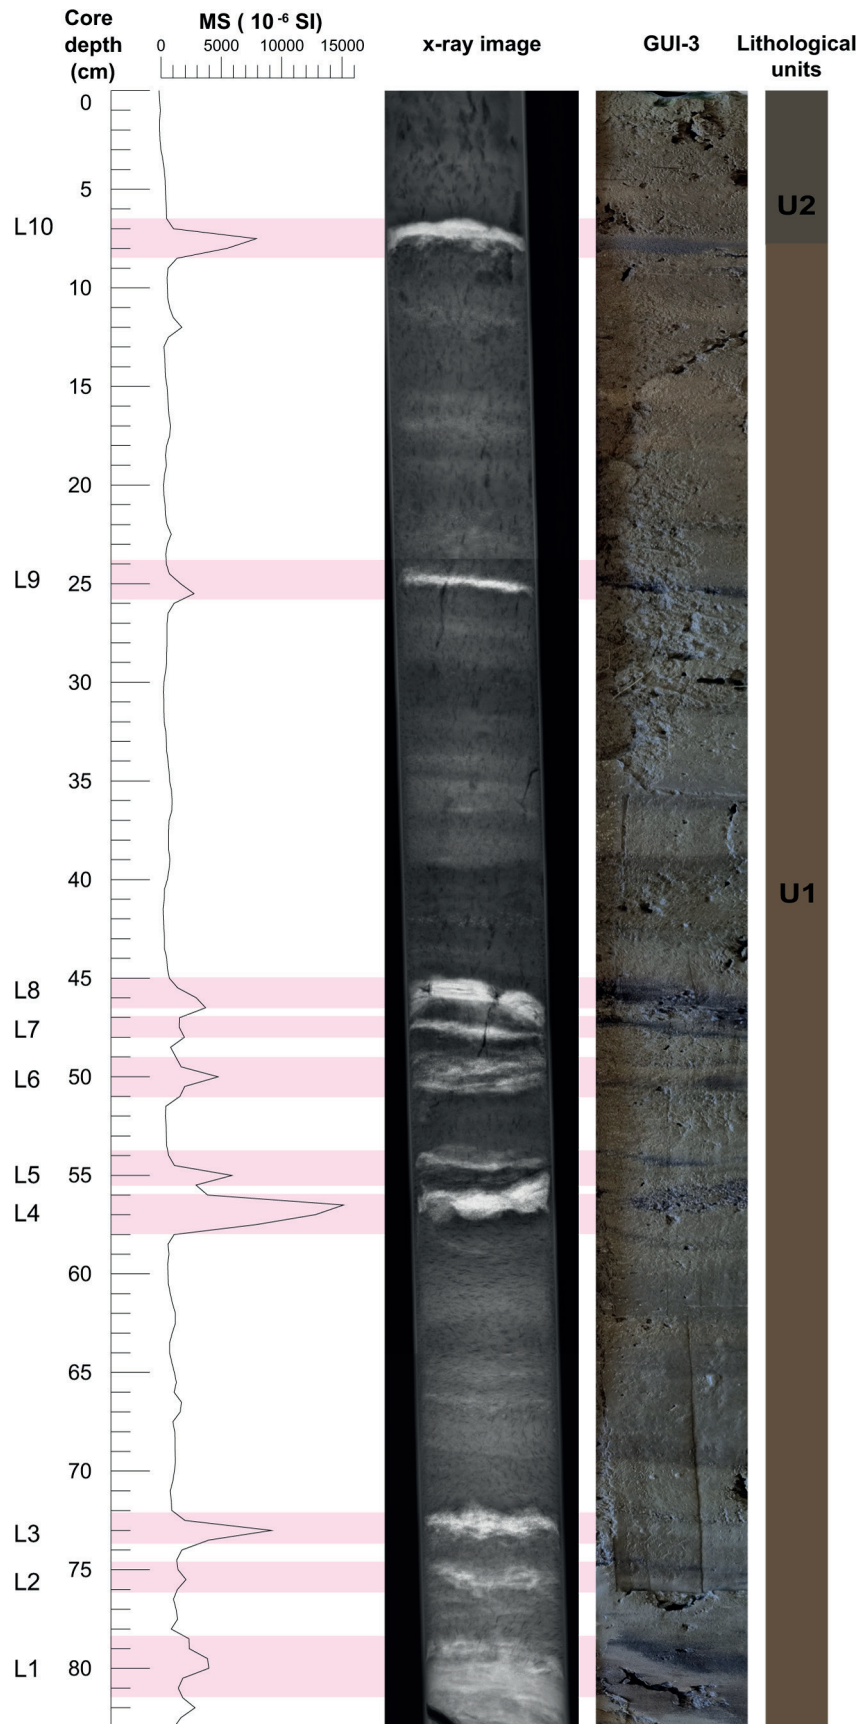 Core
depth
(cm)
MS ( 10 -6 SI)
0 5000 10000 15000
x-ray image
GUI-3
Lithological
units
0
5
U2
L10
10
15
20
L9
25
30
35
40
U1
45
L8
L7
L6
50
L5
55
L4
60
65
70
L3
75
L2
L1
80